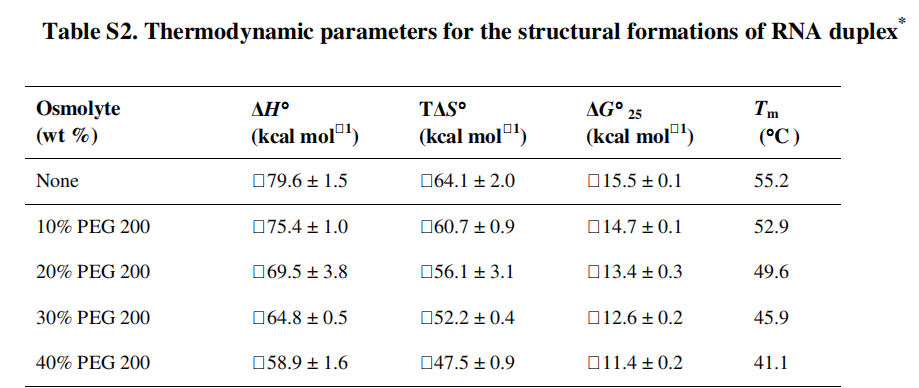 Table S2. Thermodynamic parameters for the structural formations of RNA duplex*
Osmolyte (wt %) ΔH° (kcal mol□1) TΔS° (kcal mol□1) ΔG°25 (kcal mol□1) Tm (°C)
None □79.6 ± 1.5 □64.1 ± 2.0 □15.5 ± 0.1 55.2
10% PEG 200 □75.4 ± 1.0 □60.7 ± 0.9 □14.7 ± 0.1 52.9
20% PEG 200 □69.5 ± 3.8 □56.1 ± 3.1 □13.4 ± 0.3 49.6
30% PEG 200 □64.8 ± 0.5 □52.2 ± 0.4 □12.6 ± 0.2 45.9
40% PEG 200 □58.9 ± 1.6 □47.5 ± 0.9 □11.4 ± 0.2 41.1